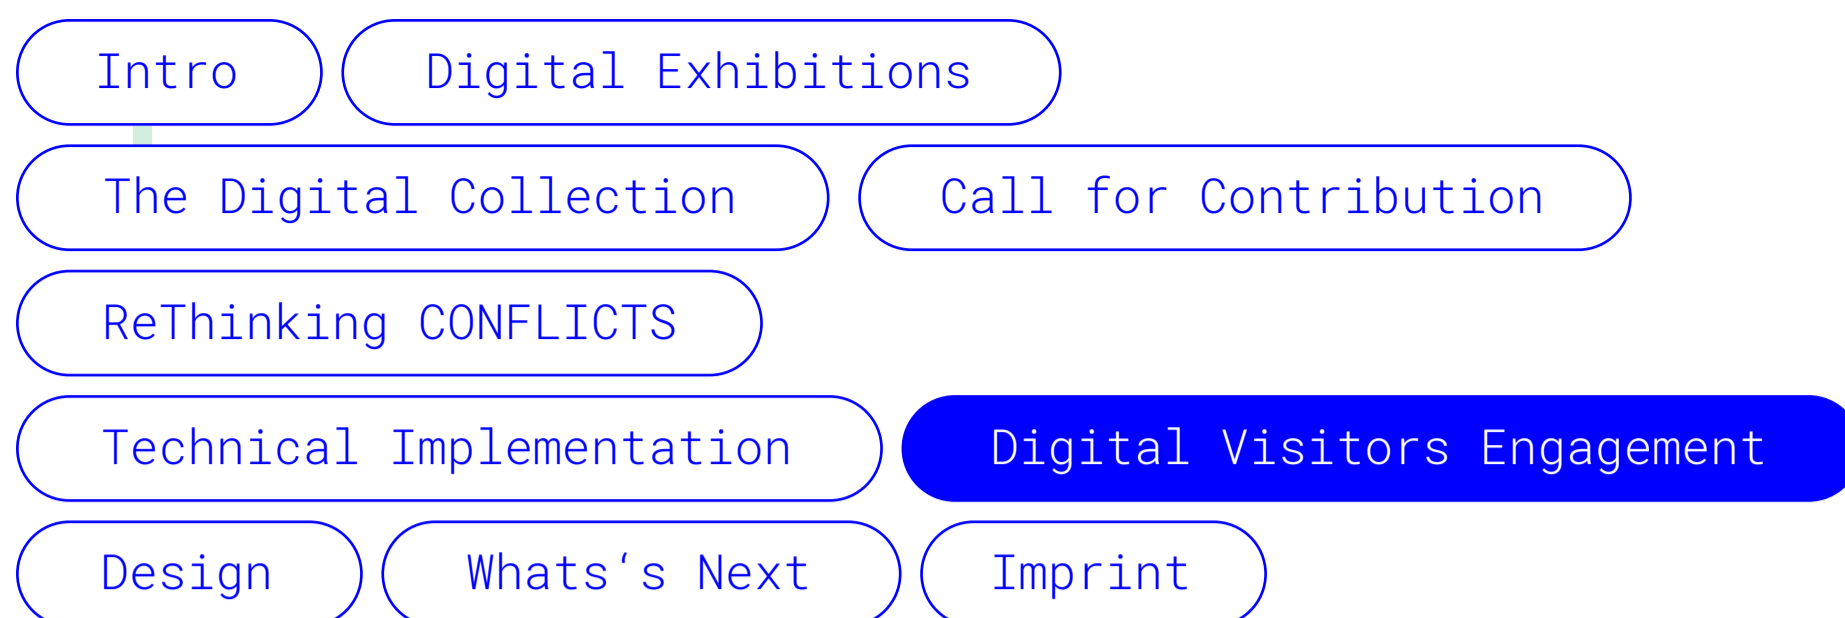 Intro Digital Exhibitions
The Digital Collection Call for Contribution
ReThinking CONFLICTS
Technical Implementation Digital Visitors Engagement
Design Whats‘s Next Imprint